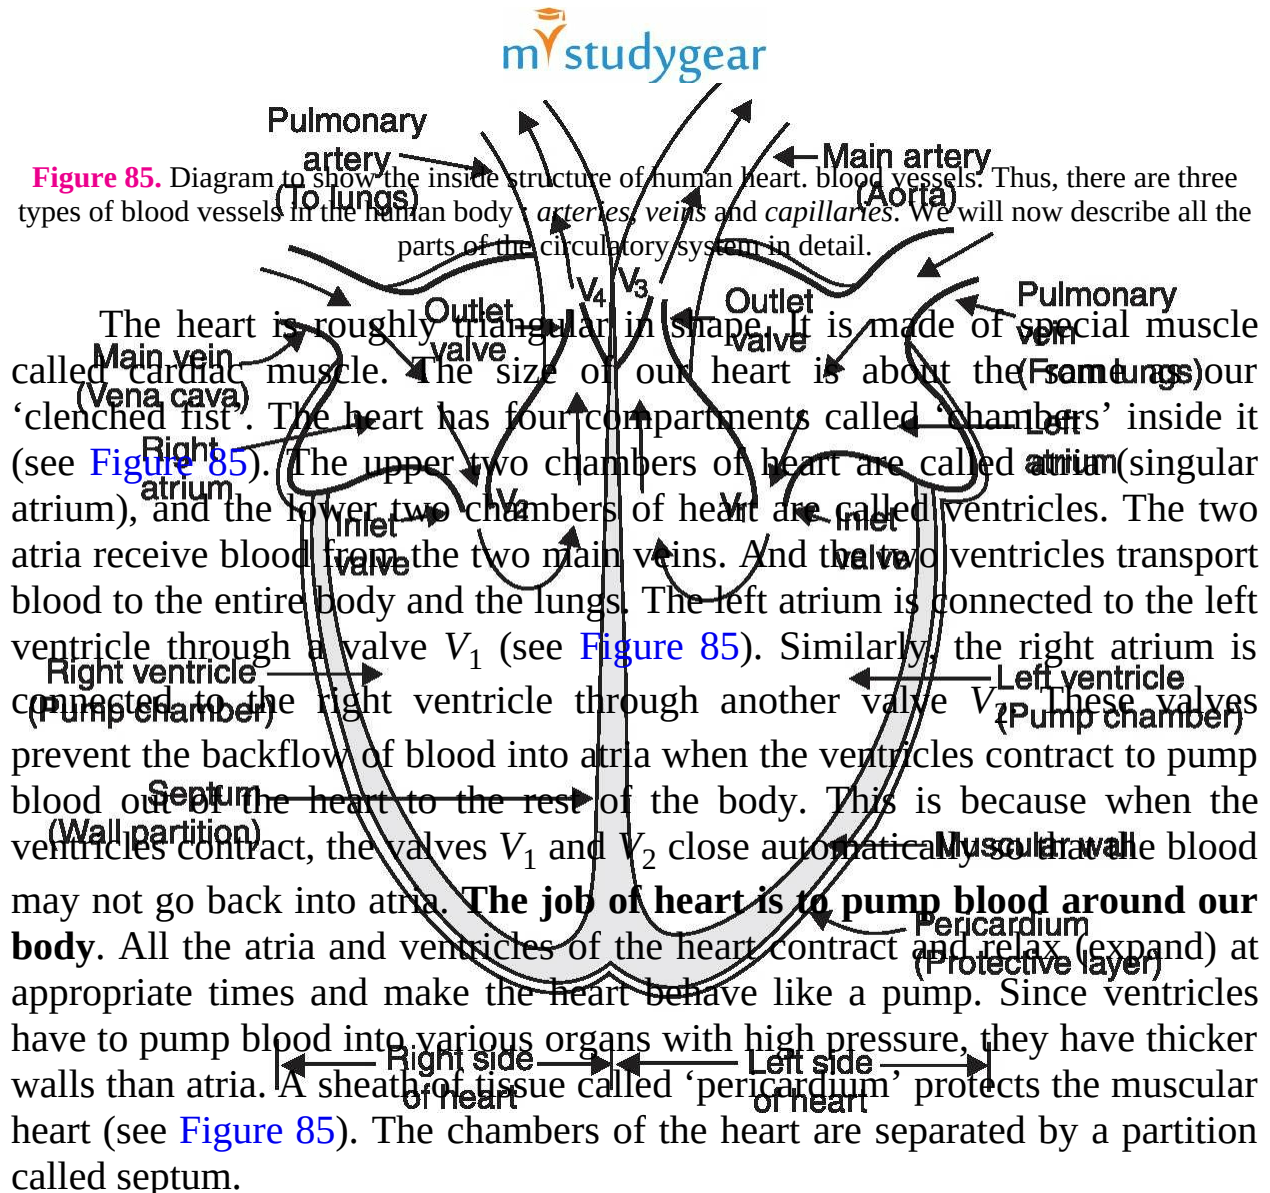 mystudygear
Pulmonary
artery
(To lungs)
Main artery
(Aorta)
Figure 85. Diagram to show the inside structure of human heart. blood vessels. Thus, there are three
types of blood vessels in the human body : arteries, veins and capillaries. We will now describe all the
parts of the circulatory system in detail.
V4
V3
Outlet
valve
Outlet
valve
Pulmonary
vein
(From lungs)
Main vein
(Vena cava)
The heart is roughly triangular in shape. It is made of special muscle
called cardiac muscle. The size of our heart is about the same as our
‘clenched fist’. The heart has four compartments called ‘chambers’ inside it
(see Figure 85). The upper two chambers of heart are called atria (singular
atrium), and the lower two chambers of heart are called ventricles. The two
atria receive blood from the two main veins. And the two ventricles transport
blood to the entire body and the lungs. The left atrium is connected to the left
ventricle through a valve V1 (see Figure 85). Similarly, the right atrium is
connected to the right ventricle through another valve V2. These valves
prevent the backflow of blood into atria when the ventricles contract to pump
blood out of the heart to the rest of the body. This is because when the
ventricles contract, the valves V1 and V2 close automatically so that the blood
may not go back into atria. The job of heart is to pump blood around our
body. All the atria and ventricles of the heart contract and relax (expand) at
appropriate times and make the heart behave like a pump. Since ventricles
have to pump blood into various organs with high pressure, they have thicker
walls than atria. A sheath of tissue called ‘pericardium’ protects the muscular
heart (see Figure 85). The chambers of the heart are separated by a partition
called septum.
Right
atrium
Left
atrium
V2
V1
Inlet
valve
Inlet
valve
Right ventricle
(Pump chamber)
Left ventricle
(Pump chamber)
Septum
(Wall partition)
Muscular wall
Pericardium
(Protective layer)
Right side
of heart
Left side
of heart